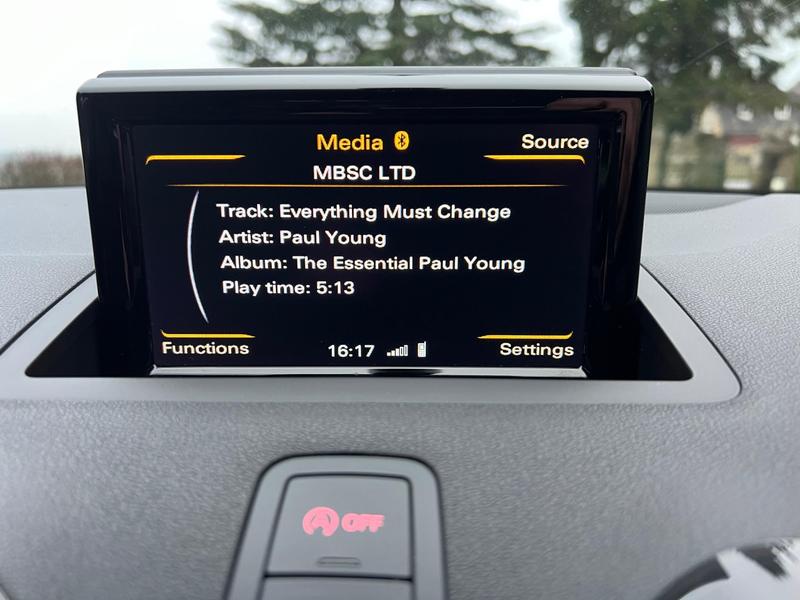 Media
Source
MBSC LTD
Track: Everything Must Change
Artist: Paul Young
Album: The Essential Paul Young
Play time: 5:13
Functions
16:17
Settings
A OFF